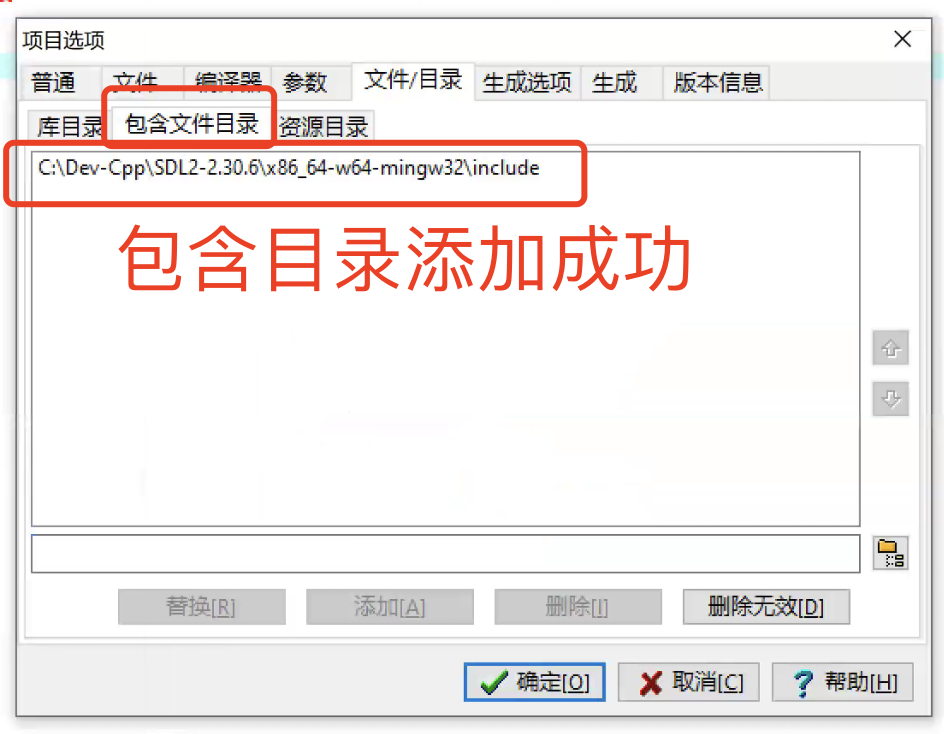 项目选项
普通 文件 编译器 参数 文件/目录 生成选项 生成 版本信息
库目录 包含文件目录 资源目录
C:\Dev-Cpp\SDL2-2.30.6\x86_64-w64-mingw32\include
包含目录添加成功
替换[R] 添加[A] 删除[I] 删除无效[D]
确定[O] 取消[C] 帮助[H]